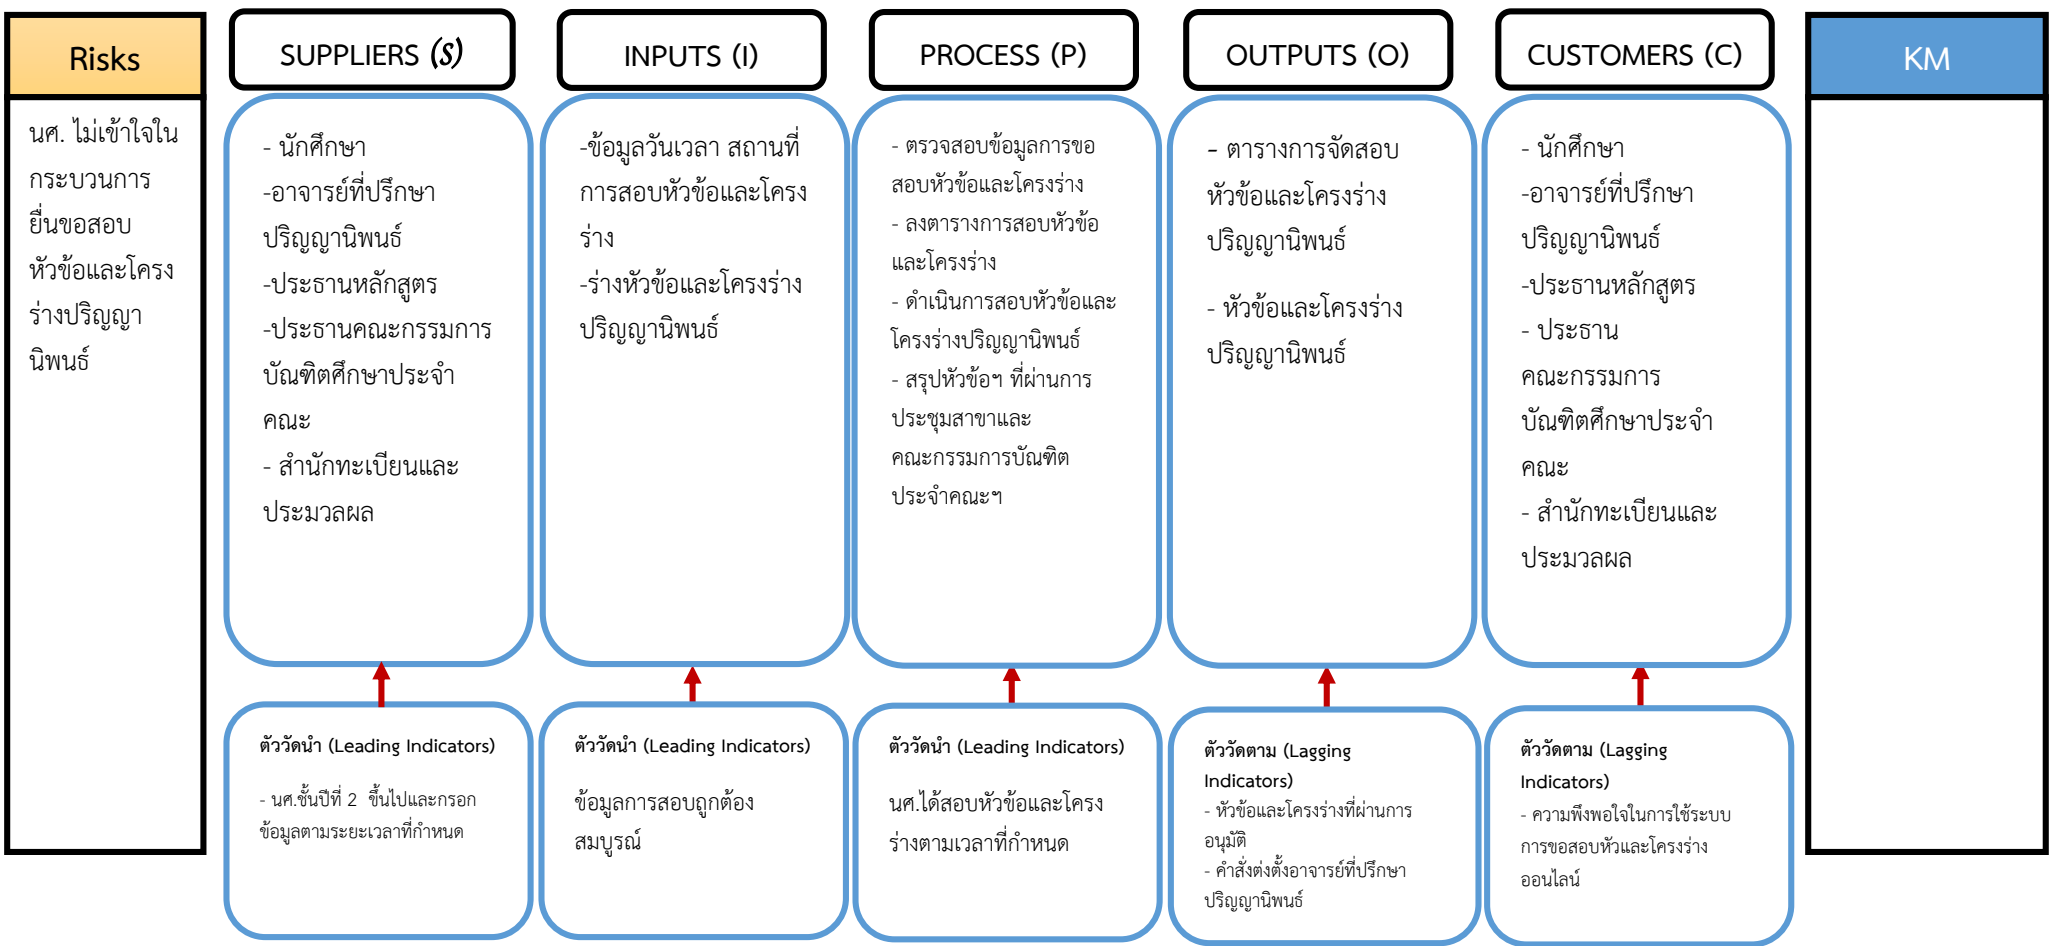 Risks
นศ. ไม่เข้าใจใน
กระบวนการ
ยื่นขอสอบ
หัวข้อและโครง
ร่างปริญญา
นิพนธ์
SUPPLIERS (S)
- นักศึกษา
-อาจารย์ที่ปรึกษา
ปริญญานิพนธ์
-ประธานหลักสูตร
-ประธานคณะกรรมการ
บัณฑิตศึกษาประจำ
คณะ
- สำนักทะเบียนและ
ประมวลผล
ตัววัดนำ (Leading Indicators)
- นศ.ชั้นปีที่ 2 ขึ้นไปและกรอก
ข้อมูลตามระยะเวลาที่กำหนด
INPUTS (I)
-ข้อมูลวันเวลา สถานที่
การสอบหัวข้อและโครง
ร่าง
-ร่างหัวข้อและโครงร่าง
ปริญญานิพนธ์
ตัววัดนำ (Leading Indicators)
ข้อมูลการสอบถูกต้อง
สมบูรณ์
PROCESS (P)
- ตรวจสอบข้อมูลการขอ
สอบหัวข้อและโครงร่าง
- ลงตารางการสอบหัวข้อ
และโครงร่าง
- ดำเนินการสอบหัวข้อและ
โครงร่างปริญญานิพนธ์
- สรุปหัวข้อฯ ที่ผ่านการ
ประชุมสาขาและ
คณะกรรมการบัณฑิต
ประจำคณะฯ
ตัววัดนำ (Leading Indicators)
นศ.ได้สอบหัวข้อและโครง
ร่างตามเวลาที่กำหนด
OUTPUTS (O)
- ตารางการจัดสอบ
หัวข้อและโครงร่าง
ปริญญานิพนธ์
- หัวข้อและโครงร่าง
ปริญญานิพนธ์
ตัววัดตาม (Lagging
Indicators)
- หัวข้อและโครงร่างที่ผ่านการ
อนุมัติ
- คำสั่งต่งตั้งอาจารย์ที่ปรึกษา
ปริญญานิพนธ์
CUSTOMERS (C)
- นักศึกษา
-อาจารย์ที่ปรึกษา
ปริญญานิพนธ์
-ประธานหลักสูตร
- ประธาน
คณะกรรมการ
บัณฑิตศึกษาประจำ
คณะ
- สำนักทะเบียนและ
ประมวลผล
ตัววัดตาม (Lagging
Indicators)
- ความพึงพอใจในการใช้ระบบ
การขอสอบหัวและโครงร่าง
ออนไลน์
KM